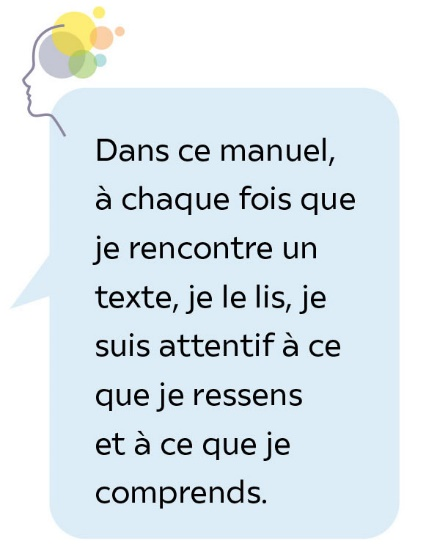 Dans ce manuel,
à chaque fois que
je rencontre un
texte, je le lis, je
suis attentif à ce
que je ressens
et à ce que je
comprends.